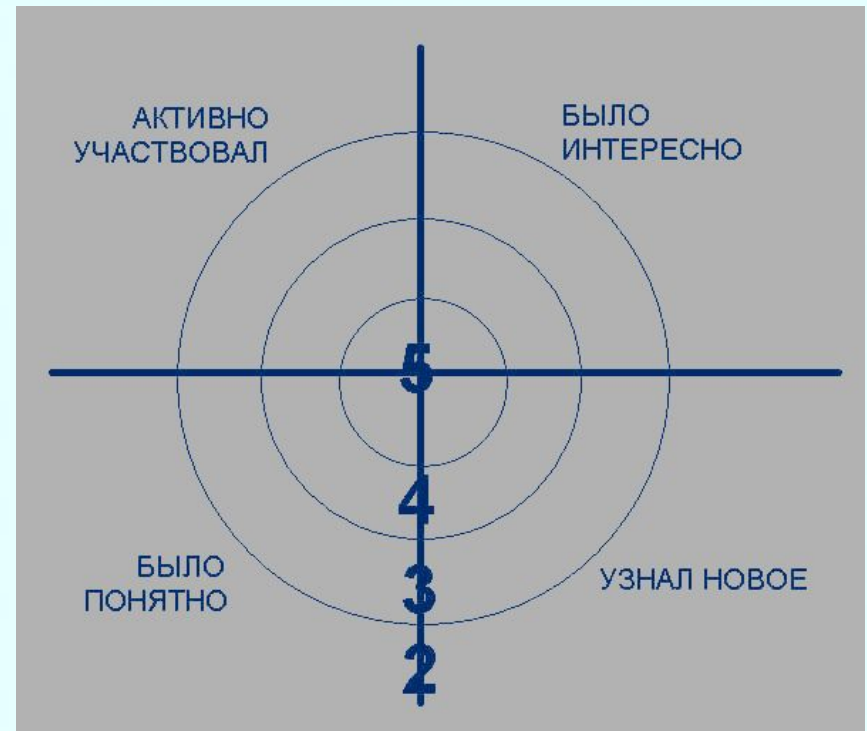 АКТИВНО
УЧАСТВОВАЛ
БЫЛО
ИНТЕРЕСНО
5
4
3
2
БЫЛО
ПОНЯТНО
УЗНАЛ НОВОЕ